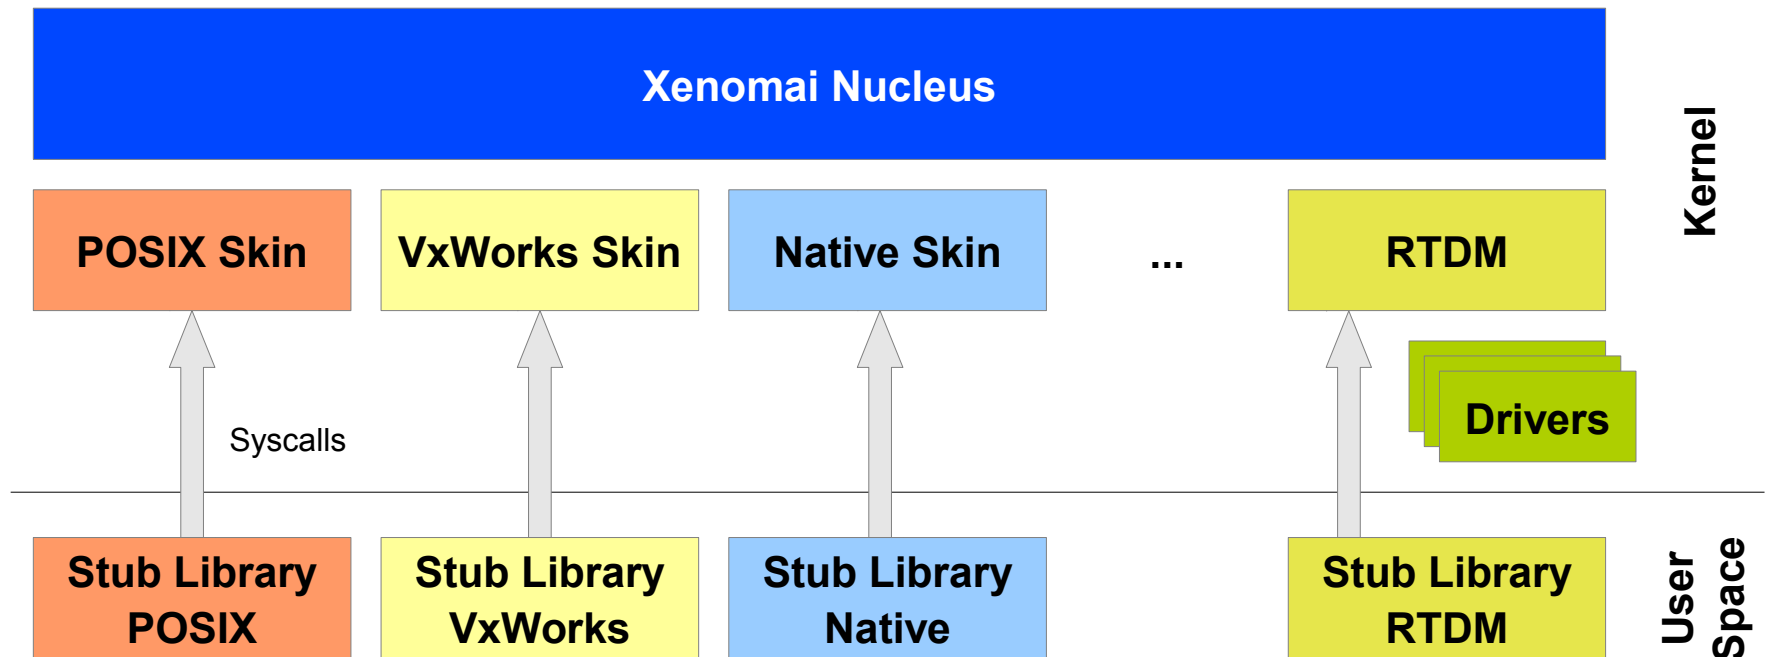 Xenomai Nucleus
Kernel
POSIX Skin
VxWorks Skin
Native Skin
...
RTDM
Drivers
Syscalls
Stub Library
POSIX
Stub Library
VxWorks
Stub Library
Native
Stub Library
RTDM
User
Space